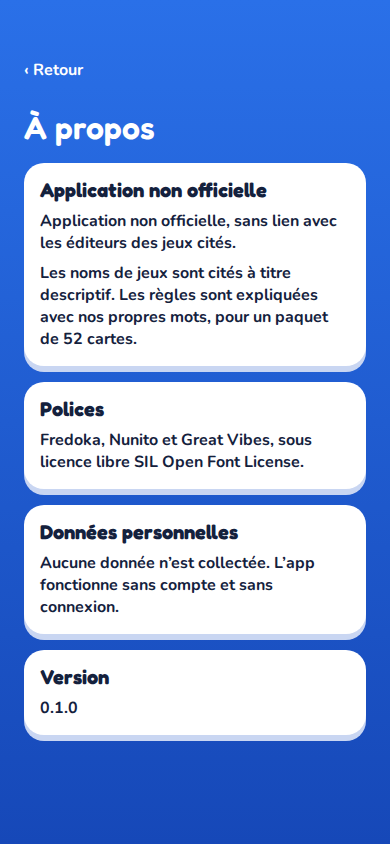 ‹ Retour
À propos
Application non officielle
Application non officielle, sans lien avec
les éditeurs des jeux cités.
Les noms de jeux sont cités à titre
descriptif. Les règles sont expliquées
avec nos propres mots, pour un paquet
de 52 cartes.
Polices
Fredoka, Nunito et Great Vibes, sous
licence libre SIL Open Font License.
Données personnelles
Aucune donnée n’est collectée. L’app
fonctionne sans compte et sans
connexion.
Version
0.1.0